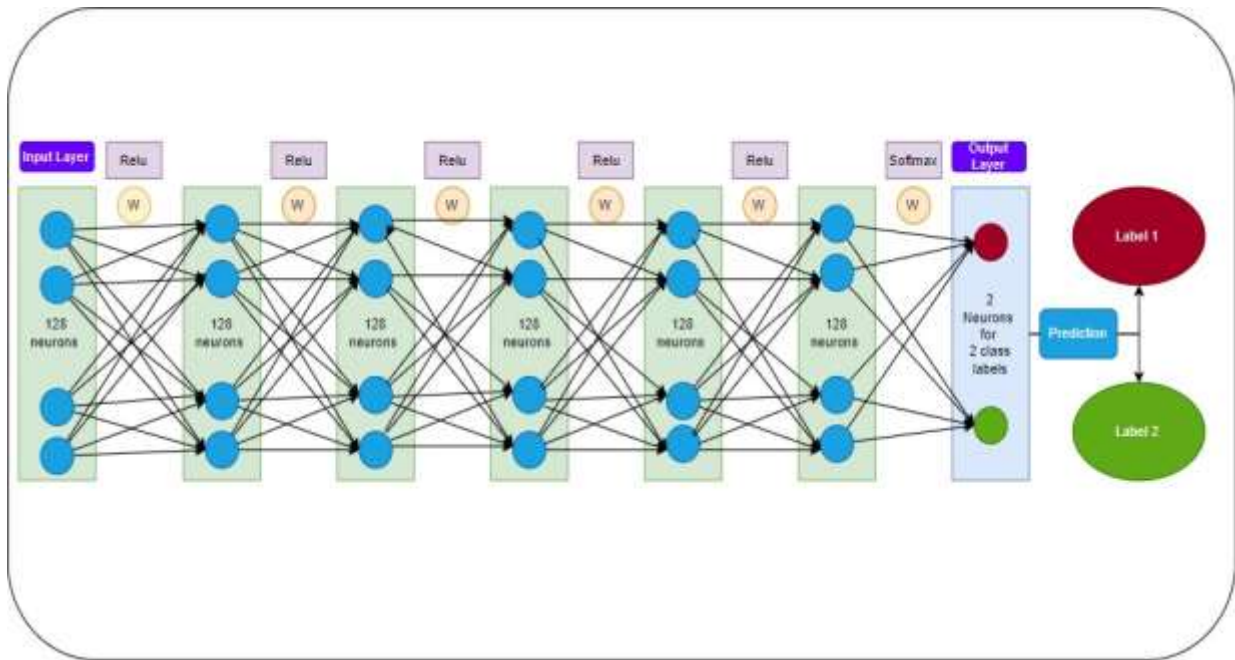 Input Layer
Relu
Relu
Relu
Relu
Relu
Softmax
Output
Layer
W
W
W
W
W
W
128
neurons
128
neurons
128
neurons
128
neurons
128
neurons
128
neurons
2
Neurons
for
2 class
labels
Prediction
Label 1
Label 2